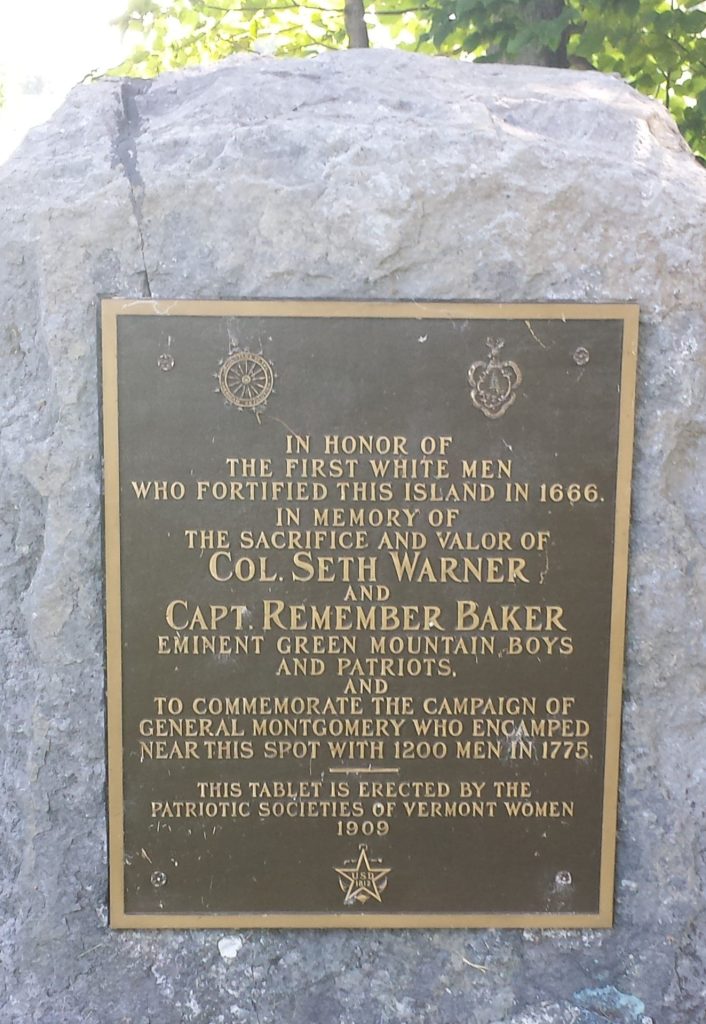 IN HONOR OF
THE FIRST WHITE MEN
WHO FORTIFIED THIS ISLAND IN 1666.
IN MEMORY OF
THE SACRIFICE AND VALOR OF
COL. SETH WARNER
AND
CAPT. REMEMBER BAKER
EMINENT GREEN MOUNTAIN BOYS
AND PATRIOTS,
AND
TO COMMEMORATE THE CAMPAIGN OF
GENERAL MONTGOMERY WHO ENCAMPED
NEAR THIS SPOT WITH 1200 MEN IN 1775.
THIS TABLET IS ERECTED BY THE
PATRIOTIC SOCIETIES OF VERMONT WOMEN
1909
U.S.D.
1812